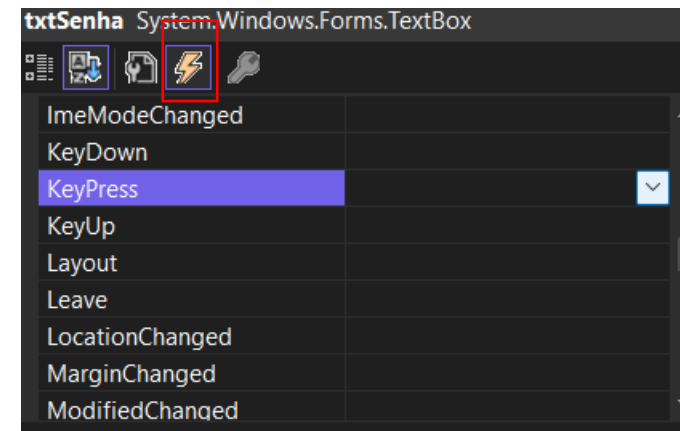 txtSenha System.Windows.Forms.TextBox
ImeModeChanged
KeyDown
KeyPress
KeyUp
Layout
Leave
LocationChanged
MarginChanged
ModifiedChanged